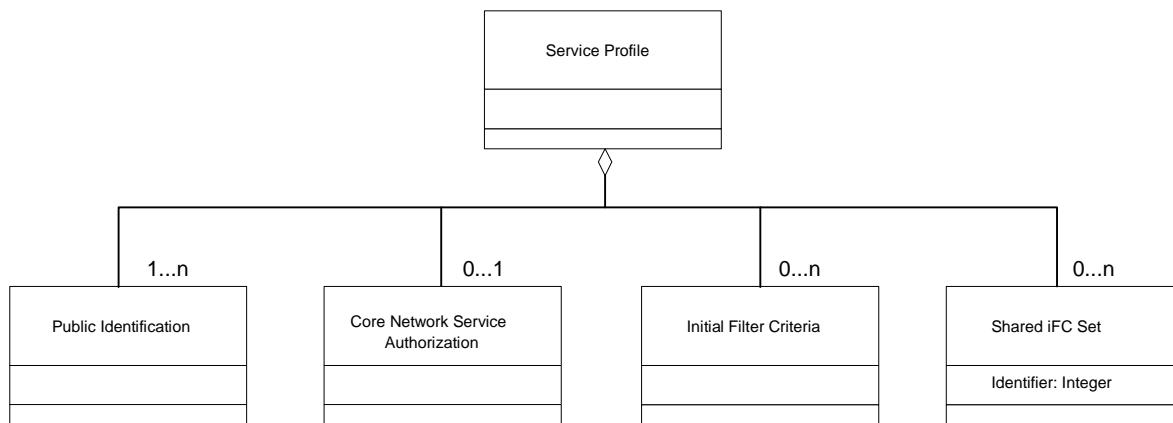 Service Profile
1...n
0...1
0...n
0...n
Public Identification
Core Network Service
Authorization
Initial Filter Criteria
Shared iFC Set
Identifier: Integer